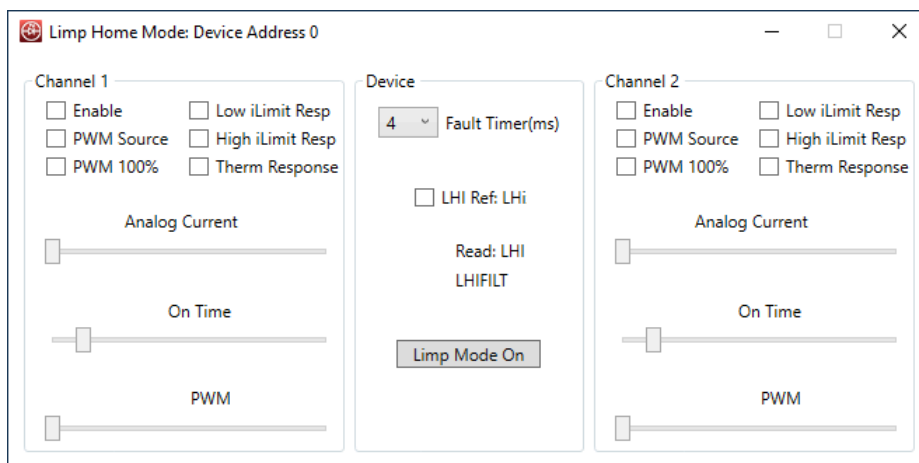 Limp Home Mode: Device Address 0
Channel 1
Enable
Low iLimit Resp
PWM Source
High iLimit Resp
PWM 100%
Therm Response
Analog Current
On Time
PWM
Device
4
Fault Timer(ms)
LHI Ref: LHi
Read: LHI
LHIFILT
Limp Mode On
Channel 2
Enable
Low iLimit Resp
PWM Source
High iLimit Resp
PWM 100%
Therm Response
Analog Current
On Time
PWM